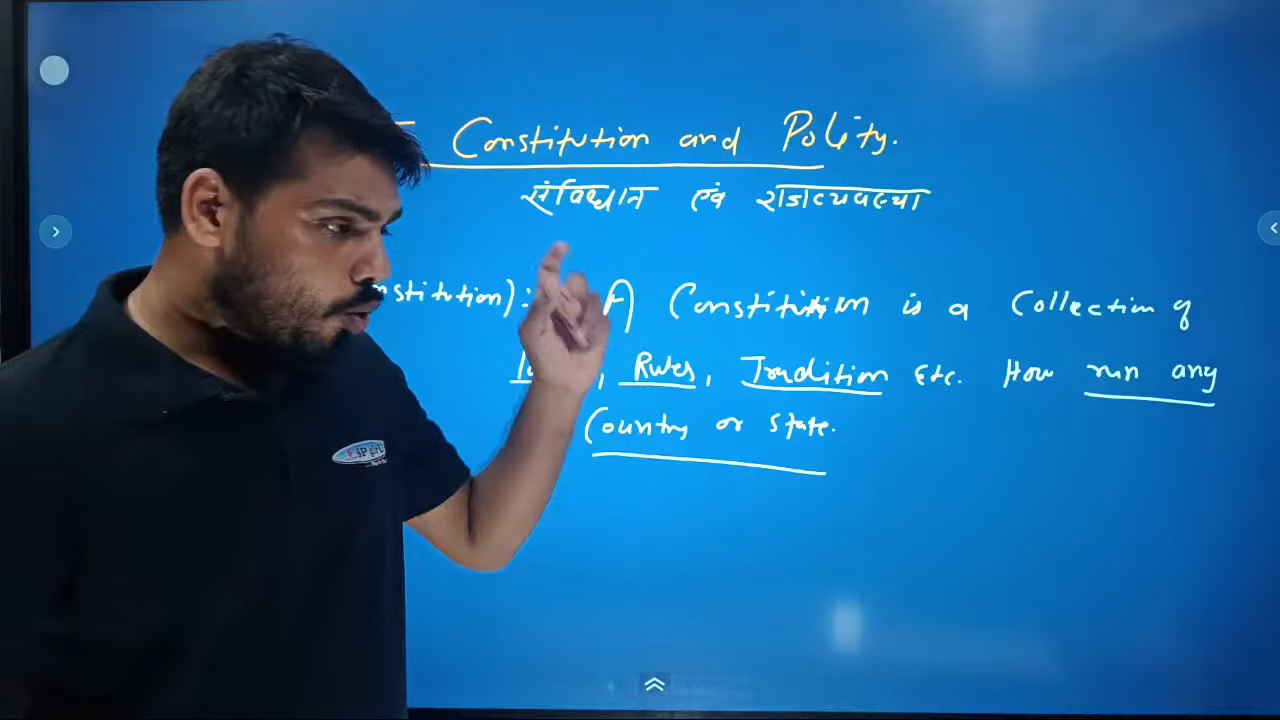 Constitution and Polity.
संविधान एवं राजव्यवस्था
nstitution):
A Constitution is a Collection of
, Rules, Tradition Etc. How run any
Country or State.